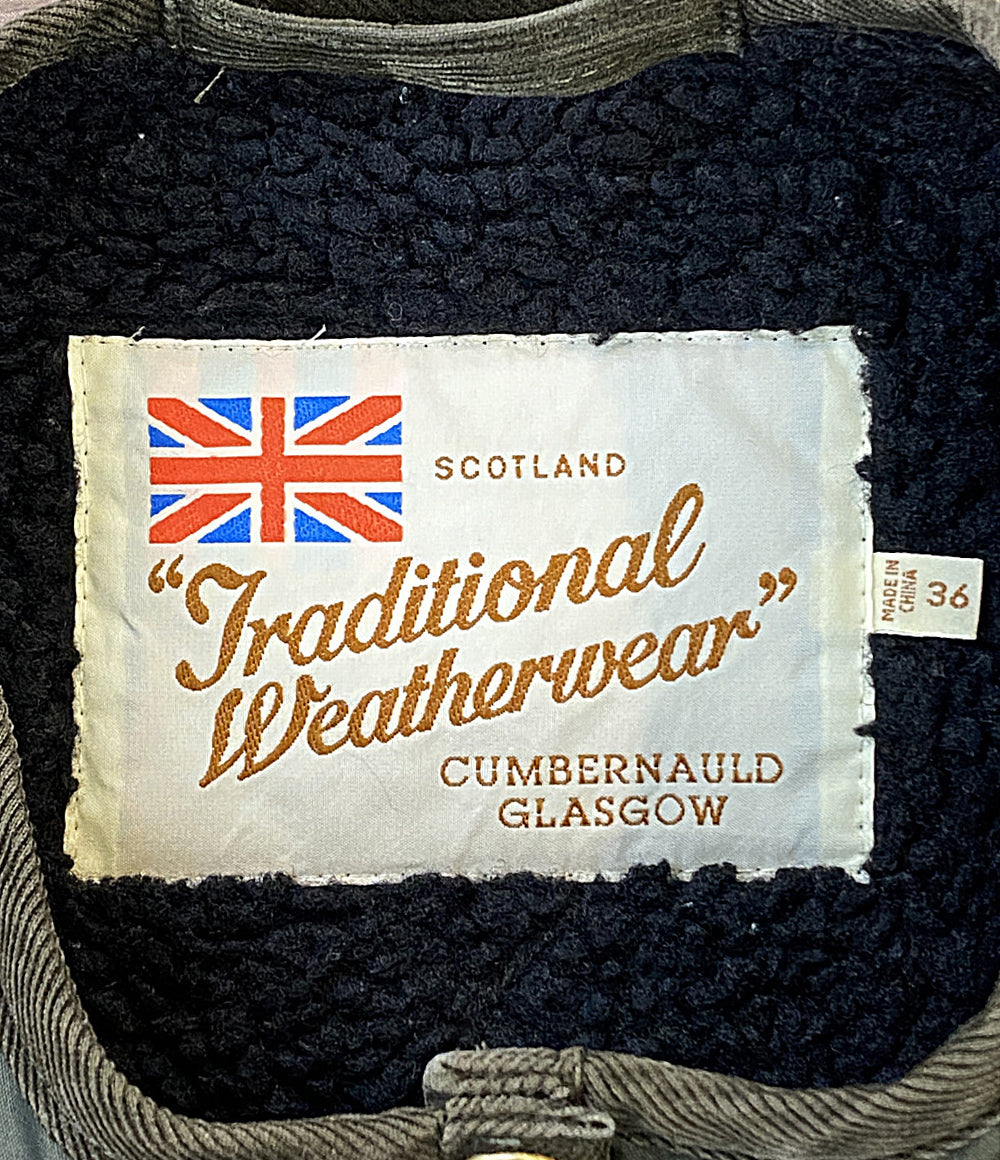 SCOTLAND
"Traditional
Weatherwear"
CUMBERNAULD
GLASGOW
MADE IN
CHINA
36